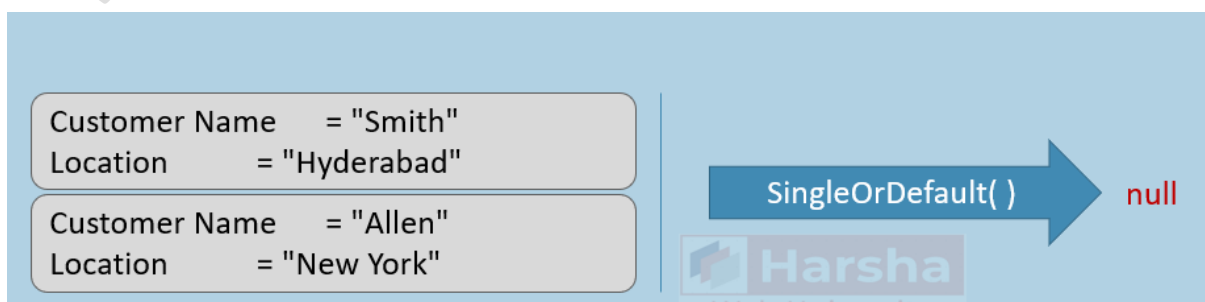 Customer Name = "Smith"
Location = "Hyderabad"
Customer Name = "Allen"
Location = "New York"
SingleOrDefault( )
null
Harsha